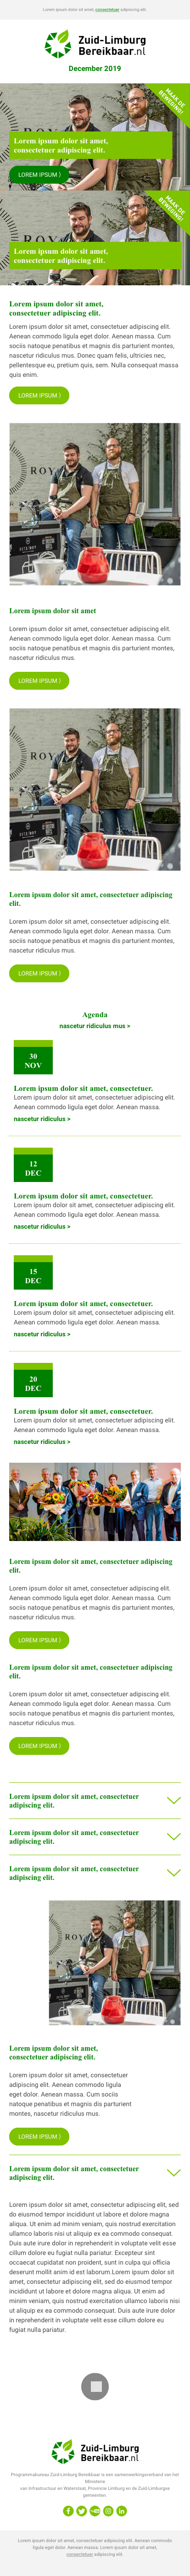 Lorem ipsum dolor sit amet, consectetuer adipiscing elit.
Zuid-Limburg
Bereikbaar.nl
December 2019
MAAK DE
BEWEGING!
Lorem ipsum dolor sit amet,
consectetuer adipiscing elit.
LOREM IPSUM 〉
MAAK DE
BEWEGING!
Lorem ipsum dolor sit amet,
consectetuer adipiscing elit.
Lorem ipsum dolor sit amet,
consectetuer adipiscing elit.
Lorem ipsum dolor sit amet, consectetuer adipiscing elit.
Aenean commodo ligula eget dolor. Aenean massa. Cum
sociis natoque penatibus et magnis dis parturient montes,
nascetur ridiculus mus. Donec quam felis, ultricies nec,
pellentesque eu, pretium quis, sem. Nulla consequat massa
quis enim.
LOREM IPSUM 〉
ROY
Lorem ipsum dolor sit amet
Lorem ipsum dolor sit amet, consectetuer adipiscing elit.
Aenean commodo ligula eget dolor. Aenean massa. Cum
sociis natoque penatibus et magnis dis parturient montes,
nascetur ridiculus mus.
LOREM IPSUM 〉
ROY
Lorem ipsum dolor sit amet, consectetuer adipiscing
elit.
Lorem ipsum dolor sit amet, consectetuer adipiscing elit.
Aenean commodo ligula eget dolor. Aenean massa. Cum
sociis natoque penatibus et magnis dis parturient montes,
nascetur ridiculus mus.
LOREM IPSUM 〉
Agenda
nascetur ridiculus mus >
30
NOV
Lorem ipsum dolor sit amet, consectetuer.
Lorem ipsum dolor sit amet, consectetuer adipiscing elit.
Aenean commodo ligula eget dolor. Aenean massa.
nascetur ridiculus >
12
DEC
Lorem ipsum dolor sit amet, consectetuer.
Lorem ipsum dolor sit amet, consectetuer adipiscing elit.
Aenean commodo ligula eget dolor. Aenean massa.
nascetur ridiculus >
15
DEC
Lorem ipsum dolor sit amet, consectetuer.
Lorem ipsum dolor sit amet, consectetuer adipiscing elit.
Aenean commodo ligula eget dolor. Aenean massa.
nascetur ridiculus >
20
DEC
Lorem ipsum dolor sit amet, consectetuer.
Lorem ipsum dolor sit amet, consectetuer adipiscing elit.
Aenean commodo ligula eget dolor. Aenean massa.
nascetur ridiculus >
Lorem ipsum dolor sit amet, consectetuer adipiscing
elit.
Lorem ipsum dolor sit amet, consectetuer adipiscing elit.
Aenean commodo ligula eget dolor. Aenean massa. Cum
sociis natoque penatibus et magnis dis parturient montes,
nascetur ridiculus mus.
LOREM IPSUM 〉
Lorem ipsum dolor sit amet, consectetuer adipiscing
elit.
Lorem ipsum dolor sit amet, consectetuer adipiscing elit.
Aenean commodo ligula eget dolor. Aenean massa. Cum
sociis natoque penatibus et magnis dis parturient montes,
nascetur ridiculus mus.
LOREM IPSUM 〉
Lorem ipsum dolor sit amet, consectetuer
adipiscing elit.
Lorem ipsum dolor sit amet, consectetuer
adipiscing elit.
Lorem ipsum dolor sit amet, consectetuer
adipiscing elit.
ROY
Lorem ipsum dolor sit amet,
consectetuer adipiscing elit.
Lorem ipsum dolor sit amet, consectetuer
adipiscing elit. Aenean commodo ligula
eget dolor. Aenean massa. Cum sociis
natoque penatibus et magnis dis parturient
montes, nascetur ridiculus mus.
LOREM IPSUM 〉
Lorem ipsum dolor sit amet, consectetuer
adipiscing elit.
Lorem ipsum dolor sit amet, consectetur adipiscing elit, sed
do eiusmod tempor incididunt ut labore et dolore magna
aliqua. Ut enim ad minim veniam, quis nostrud exercitation
ullamco laboris nisi ut aliquip ex ea commodo consequat.
Duis aute irure dolor in reprehenderit in voluptate velit esse
cillum dolore eu fugiat nulla pariatur. Excepteur sint
occaecat cupidatat non proident, sunt in culpa qui officia
deserunt mollit anim id est laborum.Lorem ipsum dolor sit
amet, consectetur adipiscing elit, sed do eiusmod tempor
incididunt ut labore et dolore magna aliqua. Ut enim ad
minim veniam, quis nostrud exercitation ullamco laboris nisi
ut aliquip ex ea commodo consequat. Duis aute irure dolor
in reprehenderit in voluptate velit esse cillum dolore eu
fugiat nulla pariatur.
Zuid-Limburg
Bereikbaar.nl
Programmabureau Zuid-Limburg Bereikbaar is een samenwerkingsverband van het
Ministerie
van Infrastructuur en Waterstaat, Provincie Limburg en de Zuid-Limburgse
gemeenten.
Lorem ipsum dolor sit amet, consectetuer adipiscing elit. Aenean commodo
ligula eget dolor. Aenean massa. Lorem ipsum dolor sit amet,
consectetuer adipiscing elit.